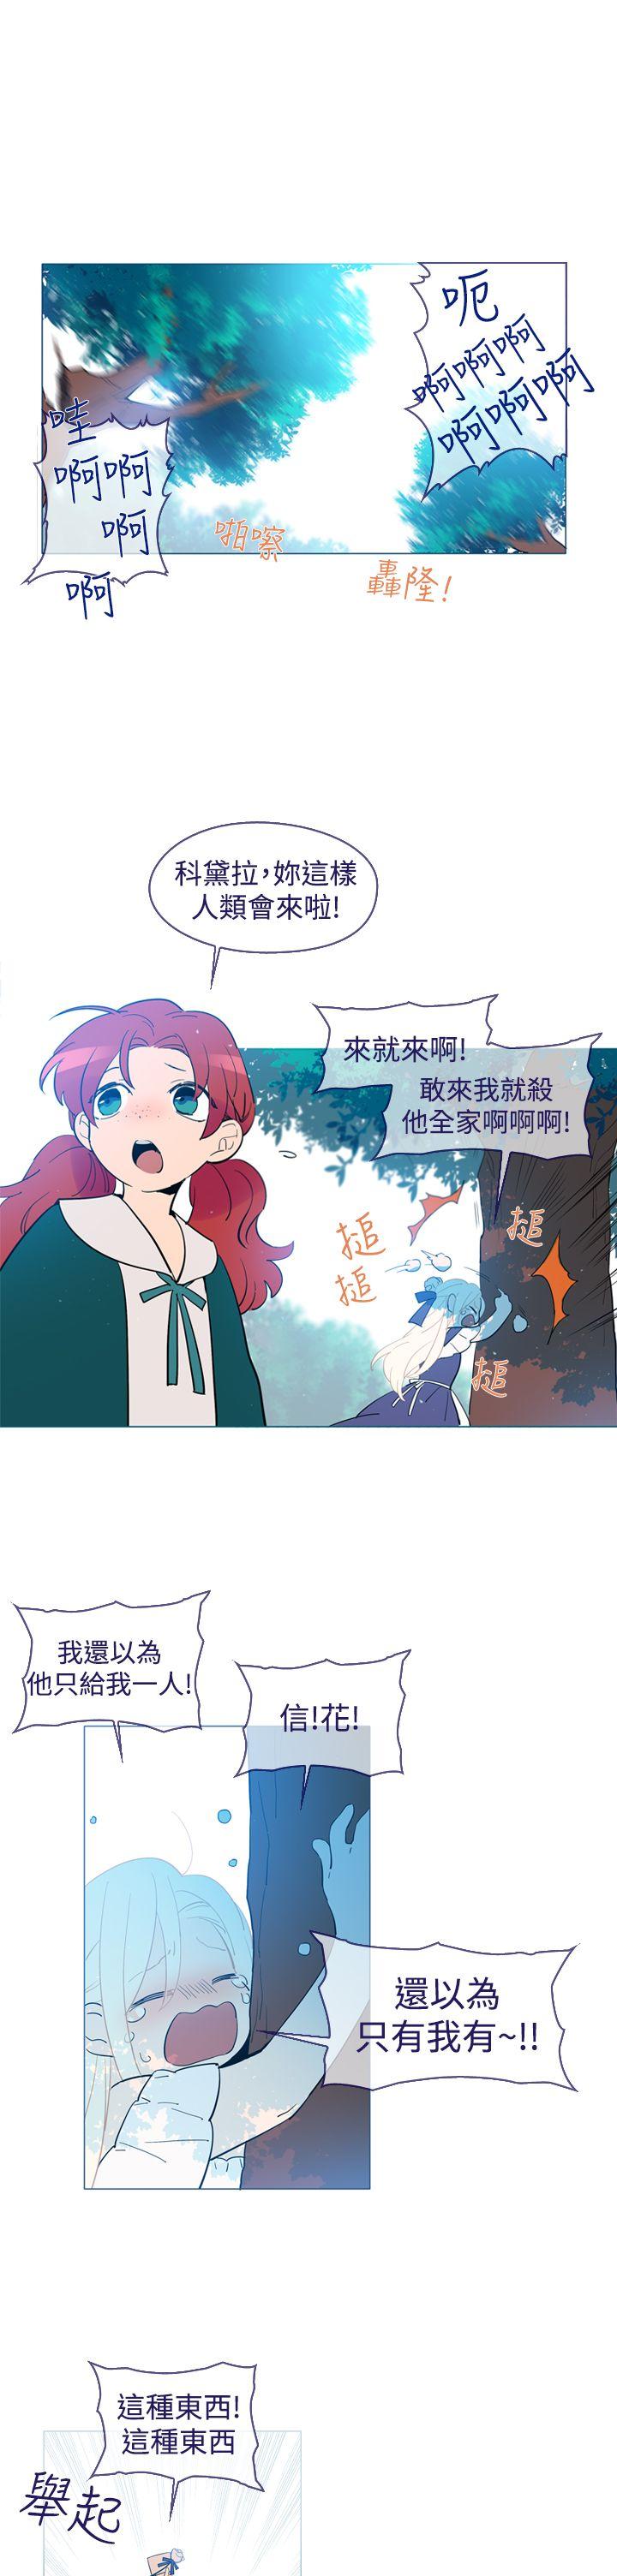 呃
啊啊啊
啊啊啊
哇
啊啊
啊
啊
啪嚓
轟隆!
科黛拉,妳這樣
人類會來啦!
來就來啊!
敢來我就殺
他全家啊啊啊!
搥
搥
搥
搥
我還以為
他只給我一人!
信!花!
還以為
只有我有~!!
這種東西!
這種東西
舉起